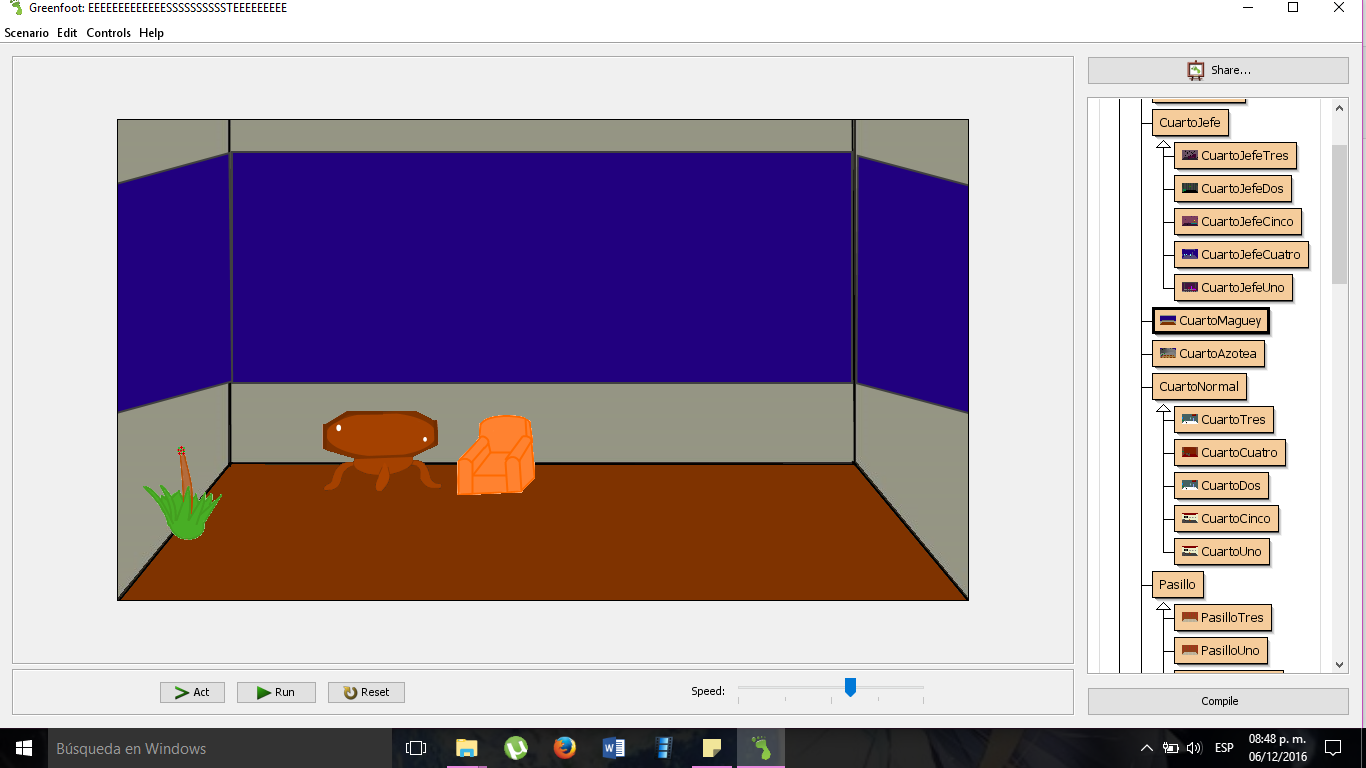 Greenfoot: EEEEEEEEEEEEESSSSSSSSSSTEEEEEEEEE
Scenario Edit Controls Help
Share...
CuartoJefe
CuartoJefeTres
CuartoJefeDos
CuartoJefeCinco
CuartoJefeCuatro
CuartoJefeUno
CuartoMaguey
CuartoAzotea
CuartoNormal
CuartoTres
CuartoCuatro
CuartoDos
CuartoCinco
CuartoUno
Pasillo
PasilloTres
PasilloUno
Act Run Reset Speed:
Compile
Búsqueda en Windows
ESP
08:48 p. m.
06/12/2016